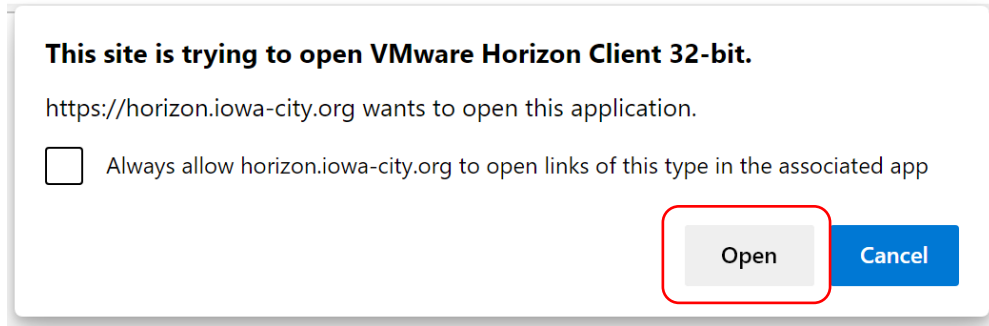 This site is trying to open VMware Horizon Client 32-bit.
https://horizon.iowa-city.org wants to open this application.
Always allow horizon.iowa-city.org to open links of this type in the associated app
Open Cancel